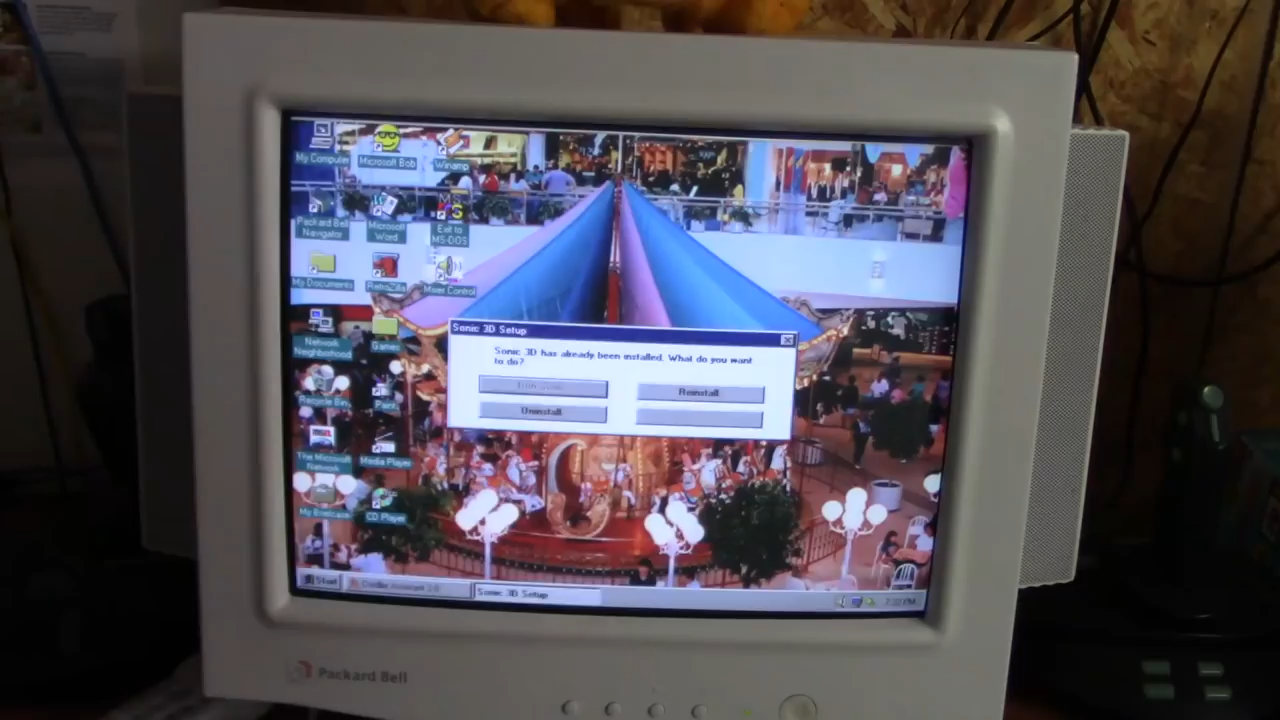 My Computer
Microsoft Bob
Winamp
Packard Bell
Navigator
Microsoft
Word
Exit to
MS-DOS
My Documents
RetroZilla
Mixer Control
Network
Neighborhood
Games
Recycle Bin
Paint
The Microsoft
Network
Media Player
My Briefcase
CD Player
Sonic 3D Setup
Sonic 3D has already been installed. What do you want
to do?
Reinstall
Uninstall
Start
Sonic 3D Setup
Packard Bell